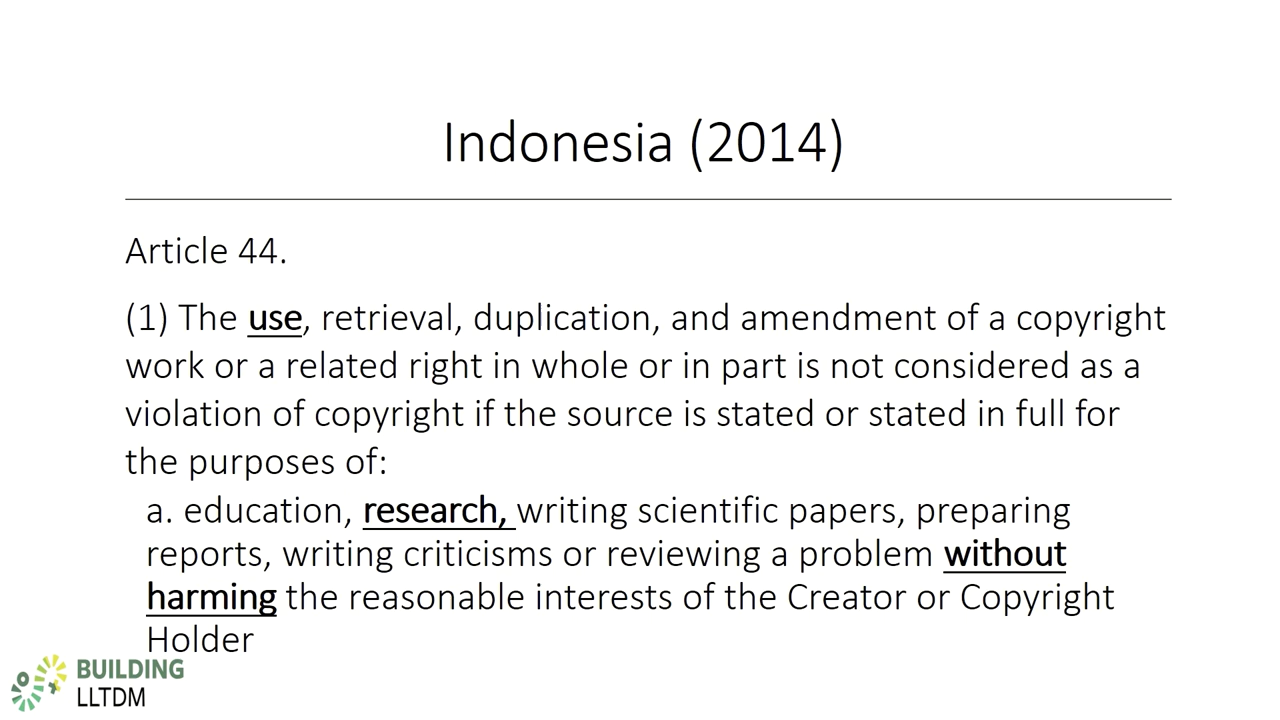 Indonesia (2014)
Article 44.
(1) The use, retrieval, duplication, and amendment of a copyright
work or a related right in whole or in part is not considered as a
violation of copyright if the source is stated or stated in full for
the purposes of:
a. education, research, writing scientific papers, preparing
reports, writing criticisms or reviewing a problem without
harming the reasonable interests of the Creator or Copyright
Holder
BUILDING
LLTDM